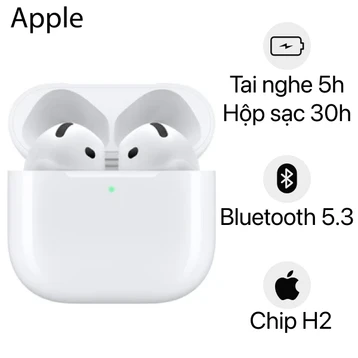 Apple
Tai nghe 5h
Hộp sạc 30h
Bluetooth 5.3
Chip H2